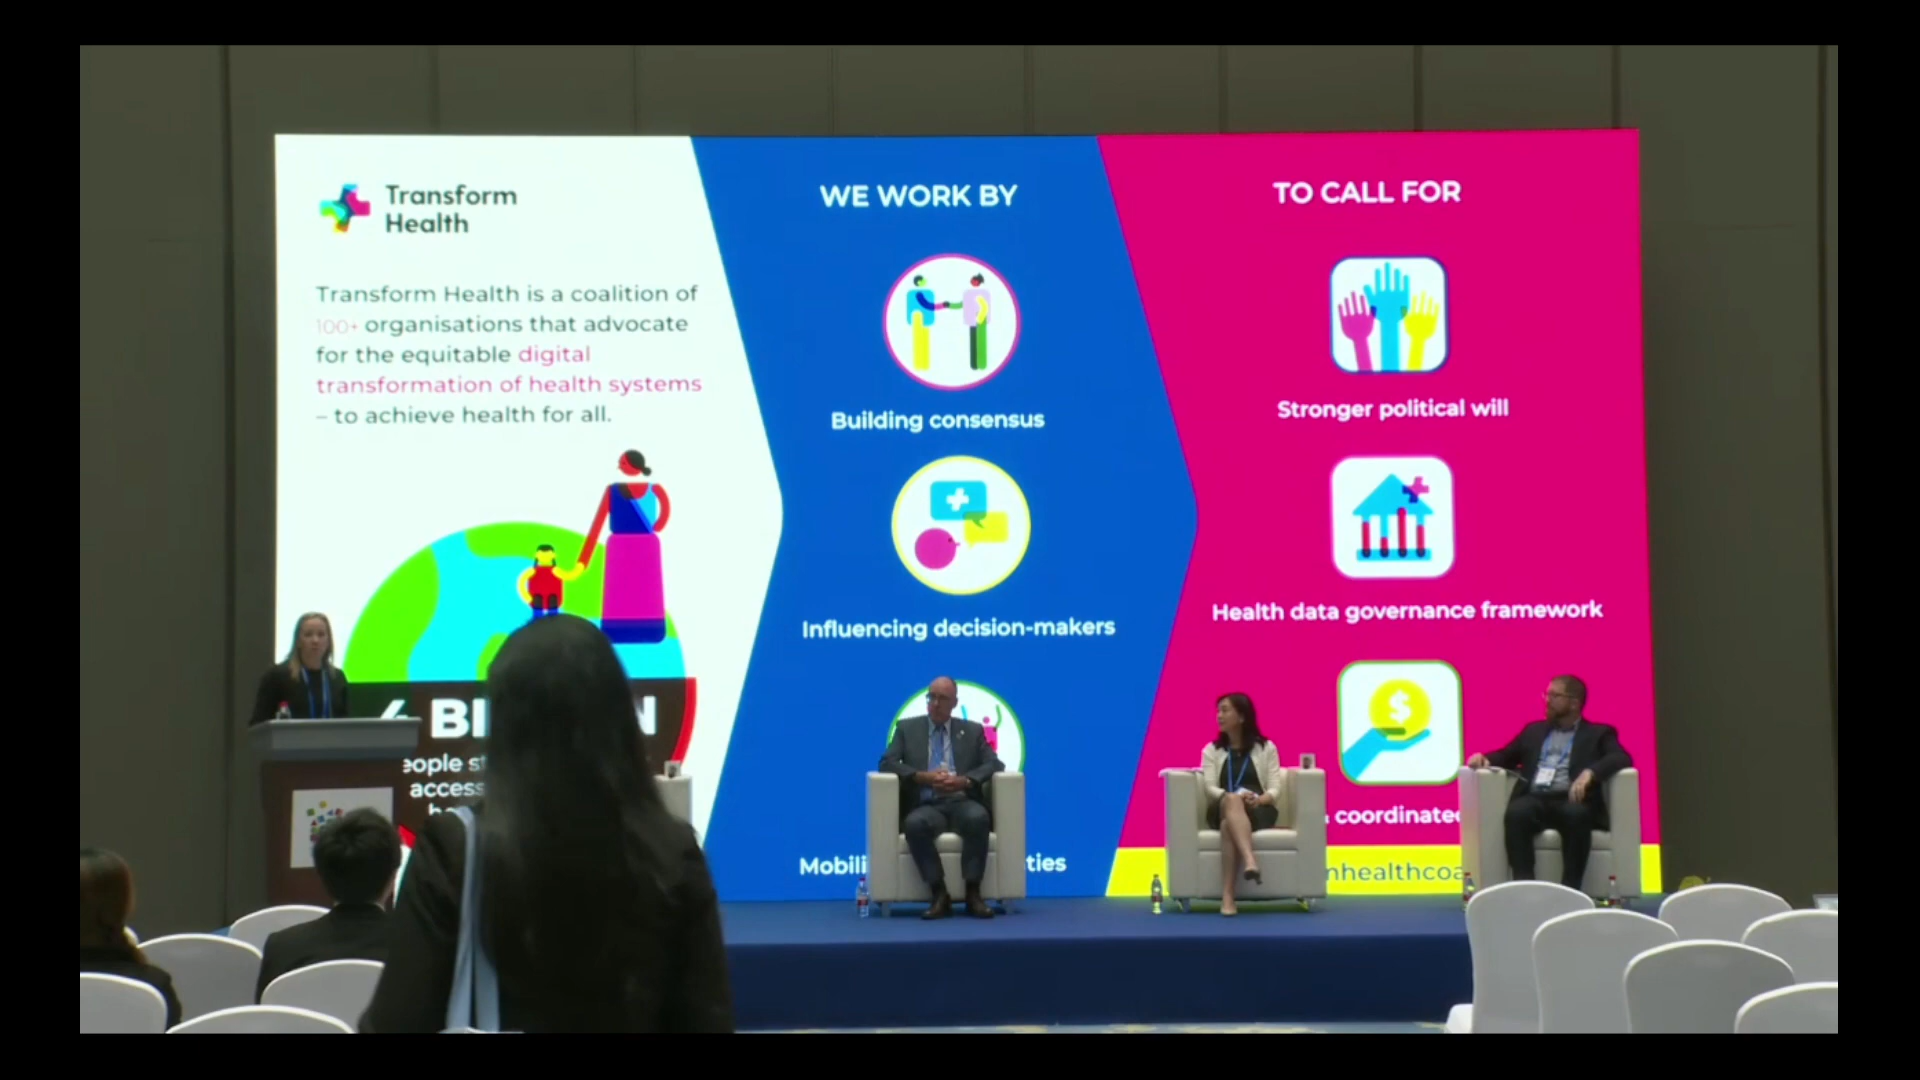 Transform
Health
Transform Health is a coalition of
100+ organisations that advocate
for the equitable digital
transformation of health systems
– to achieve health for all.
WE WORK BY
Building consensus
Influencing decision-makers
TO CALL FOR
Stronger political will
Health data governance framework
coordinated